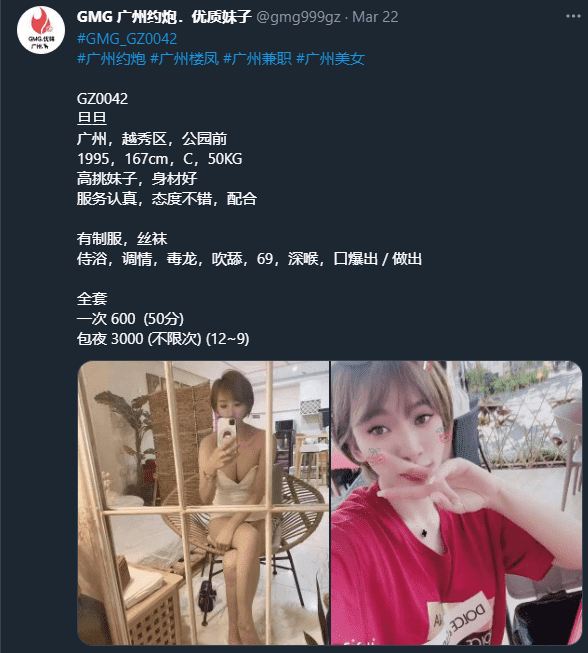 GMG 广州约炮．优质妹子 @gmg999gz · Mar 22
#GMG_GZ0042
#广州约炮 #广州楼凤 #广州兼职 #广州美女
GZ0042
旦旦
广州，越秀区，公园前
1995，167cm，C，50KG
高挑妹子，身材好
服务认真，态度不错，配合
有制服，丝袜
侍浴，调情，毒龙，吹舔，69，深喉，口爆出 / 做出
全套
一次 600  (50分)
包夜 3000 (不限次) (12~9)
GMG.优妹
广州.